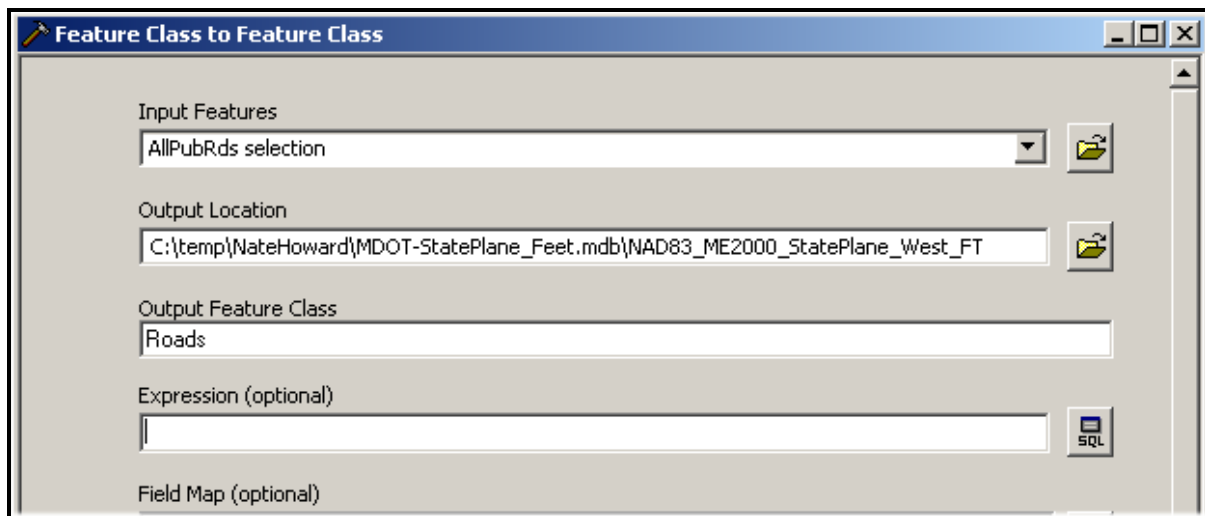 Feature Class to Feature Class
Input Features
AllPubRds selection
Output Location
C:\temp\NateHoward\MDOT-StatePlane_Feet.mdb\NAD83_ME2000_StatePlane_West_FT
Output Feature Class
Roads
Expression (optional)
SQL
Field Map (optional)